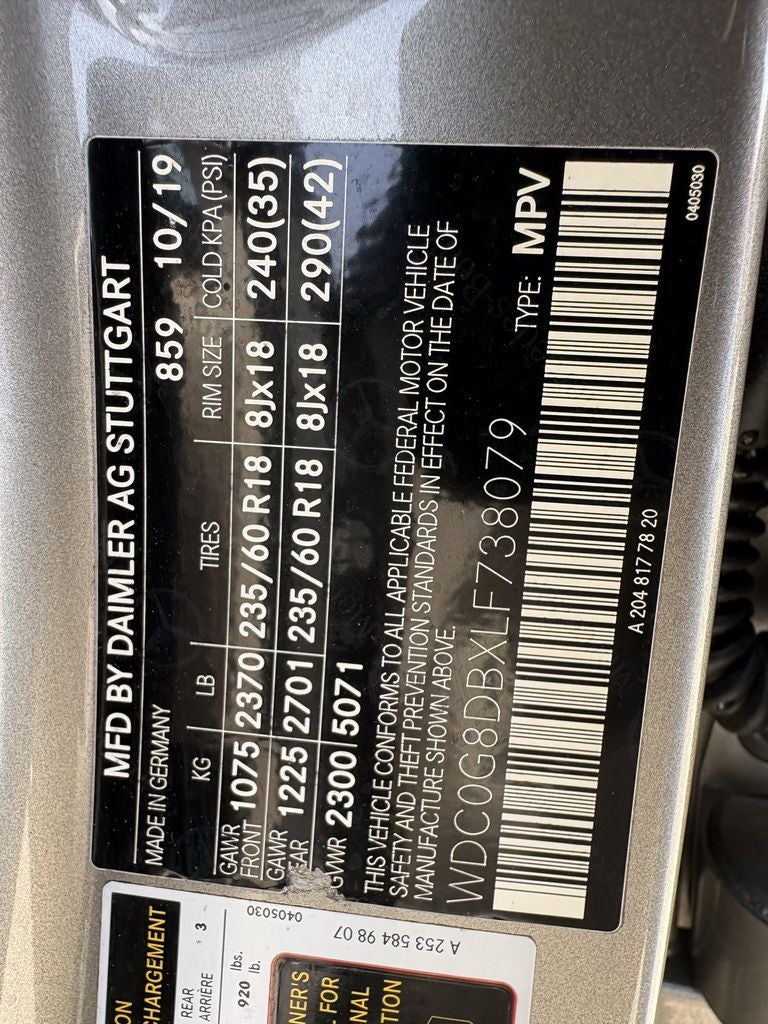 MFD BY DAIMLER AG STUTTGART
MADE IN GERMANY 859 10/19
KG LB TIRES RIM SIZE COLD KPA (PSI)
GAWR FRONT 1075 2370 235/60 R18 8Jx18 240(35)
GAWR 1225 2701 235/60 R18 8Jx18 290(42)
GVWR 2300 5071
THIS VEHICLE CONFORMS TO ALL APPLICABLE FEDERAL MOTOR VEHICLE
SAFETY AND THEFT PREVENTION STANDARDS IN EFFECT ON THE DATE OF
MANUFACTURE SHOWN ABOVE.
WDC0G8DBXLF738079 TYPE: MPV
A 204 817 78 20 0405030
REAR
ARRIÈRE 3
920 lbs.
lb.
0405030
A 253 584 98 07